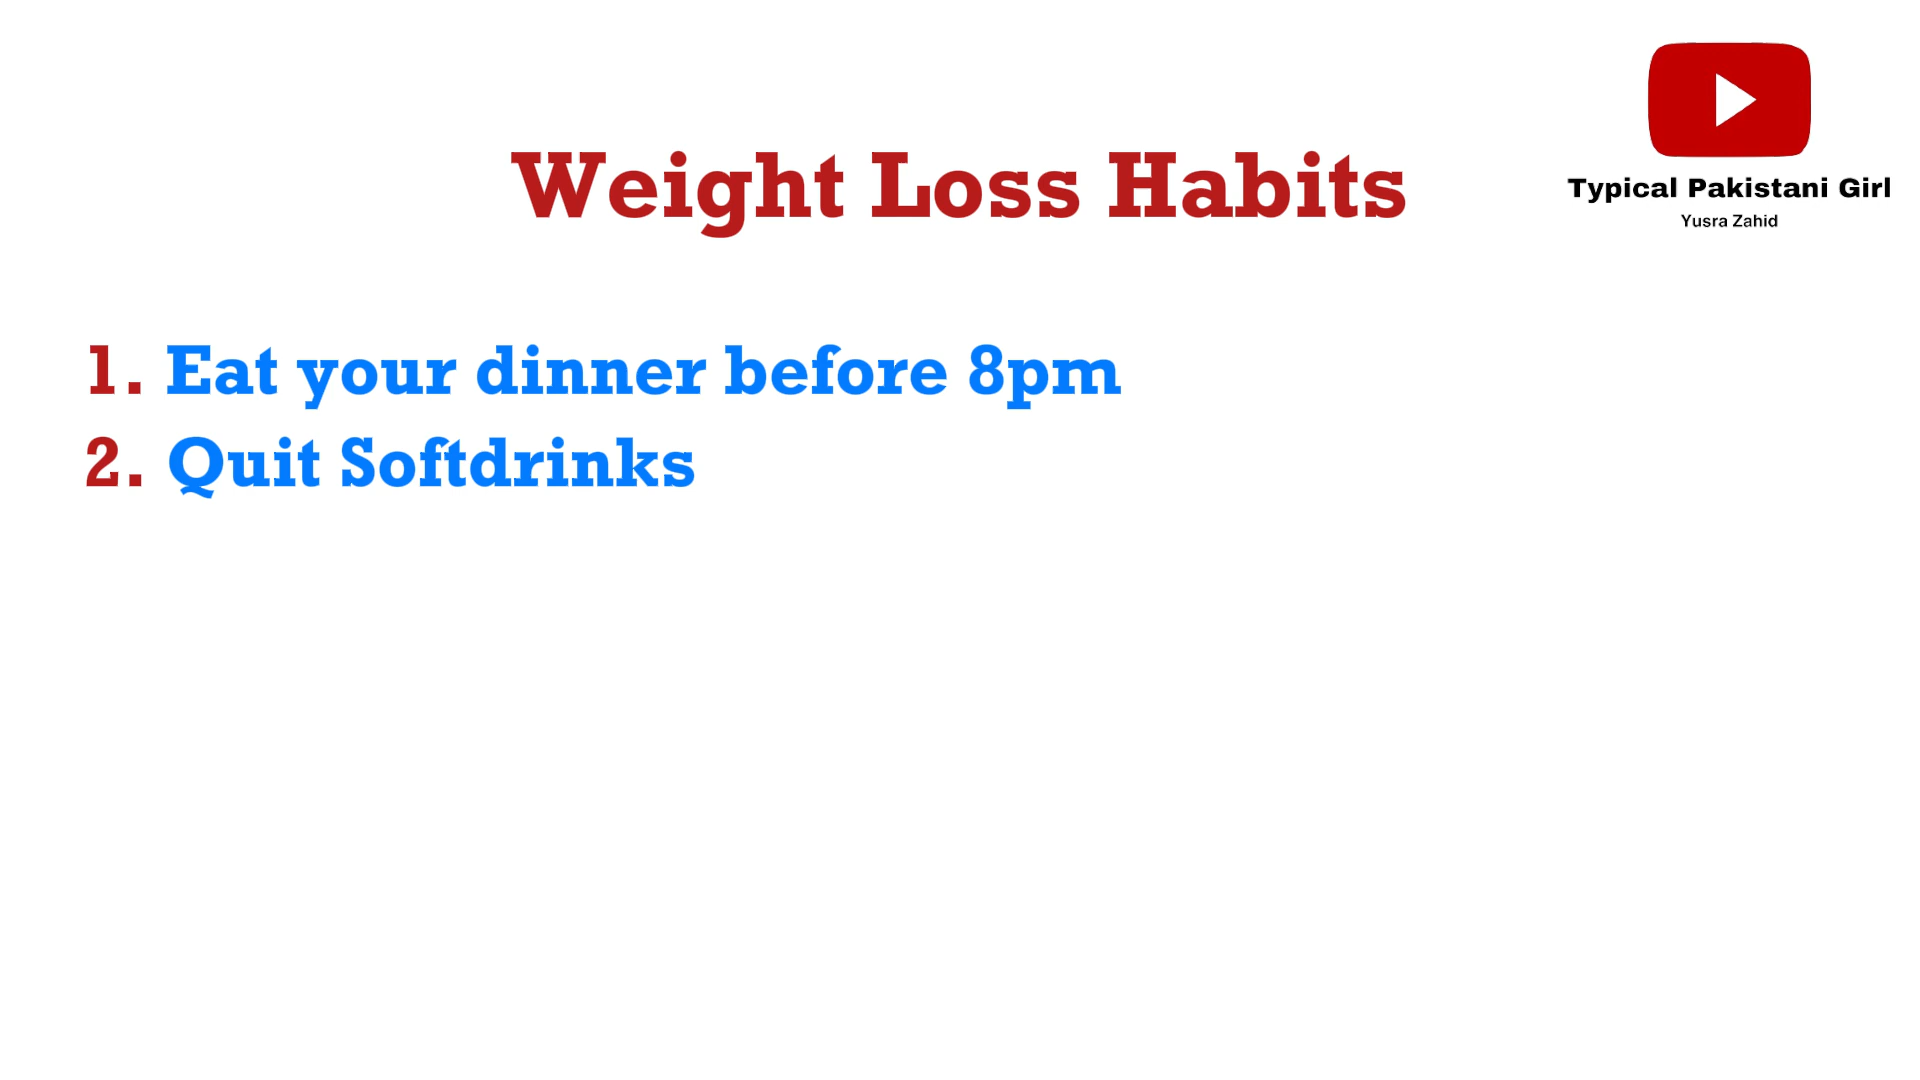 Weight Loss Habits
Typical Pakistani Girl
Yusra Zahid
1. Eat your dinner before 8pm
2. Quit Softdrinks